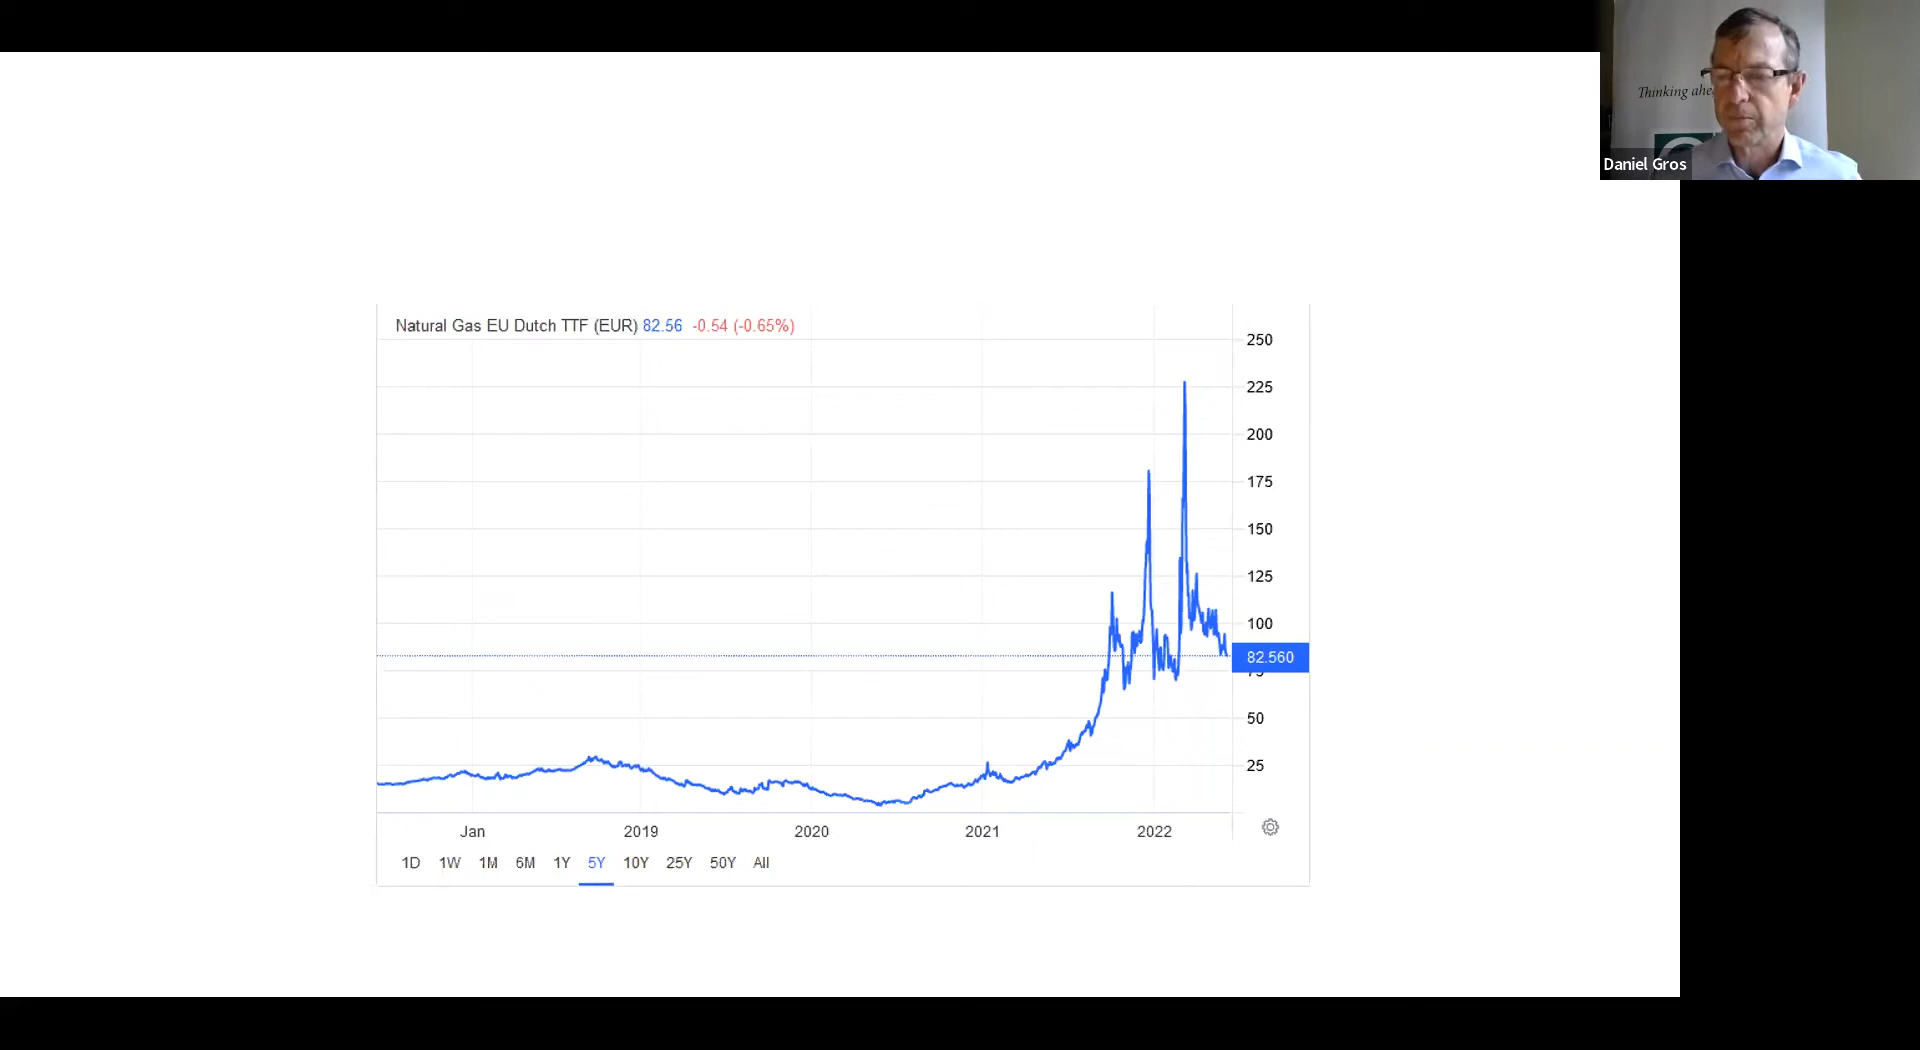 Thinking ahe
Daniel Gros
Natural Gas EU Dutch TTF (EUR) 82.56 -0.54 (-0.65%)
250
225
200
175
150
125
100
82.560
75
50
25
Jan 2019 2020 2021 2022
1D 1W 1M 6M 1Y 5Y 10Y 25Y 50Y All